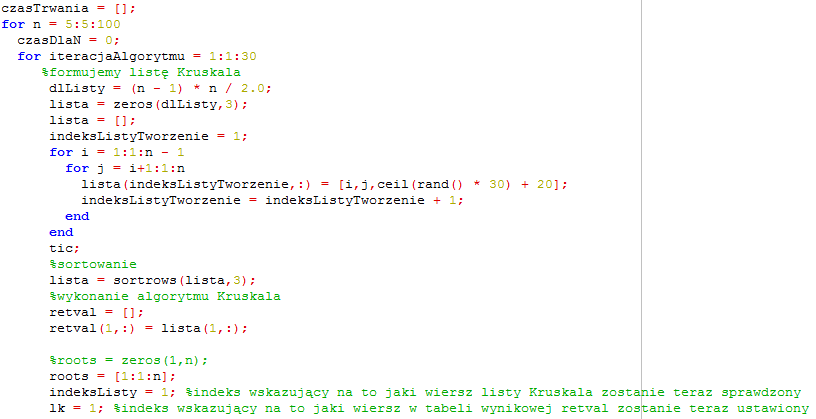 czasTrwania = [];
for n = 5:5:100
czasDlaN = 0;
for iteracjaAlgorytmu = 1:1:30
%formujemy listę Kruskala
dlListy = (n - 1) * n / 2.0;
lista = zeros(dlListy,3);
lista = [];
indeksListyTworzenie = 1;
for i = 1:1:n - 1
for j = i+1:1:n
lista(indeksListyTworzenie,:) = [i,j,ceil(rand() * 30) + 20];
indeksListyTworzenie = indeksListyTworzenie + 1;
end
end
tic;
%sortowanie
lista = sortrows(lista,3);
%wykonanie algorytmu Kruskala
retval = [];
retval(1,:) = lista(1,:);
%roots = zeros(1,n);
roots = [1:1:n];
indeksListy = 1; %indeks wskazujący na to jaki wiersz listy Kruskala zostanie teraz sprawdzony
lk = 1; %indeks wskazujący na to jaki wiersz w tabeli wynikowej retval zostanie teraz ustawiony